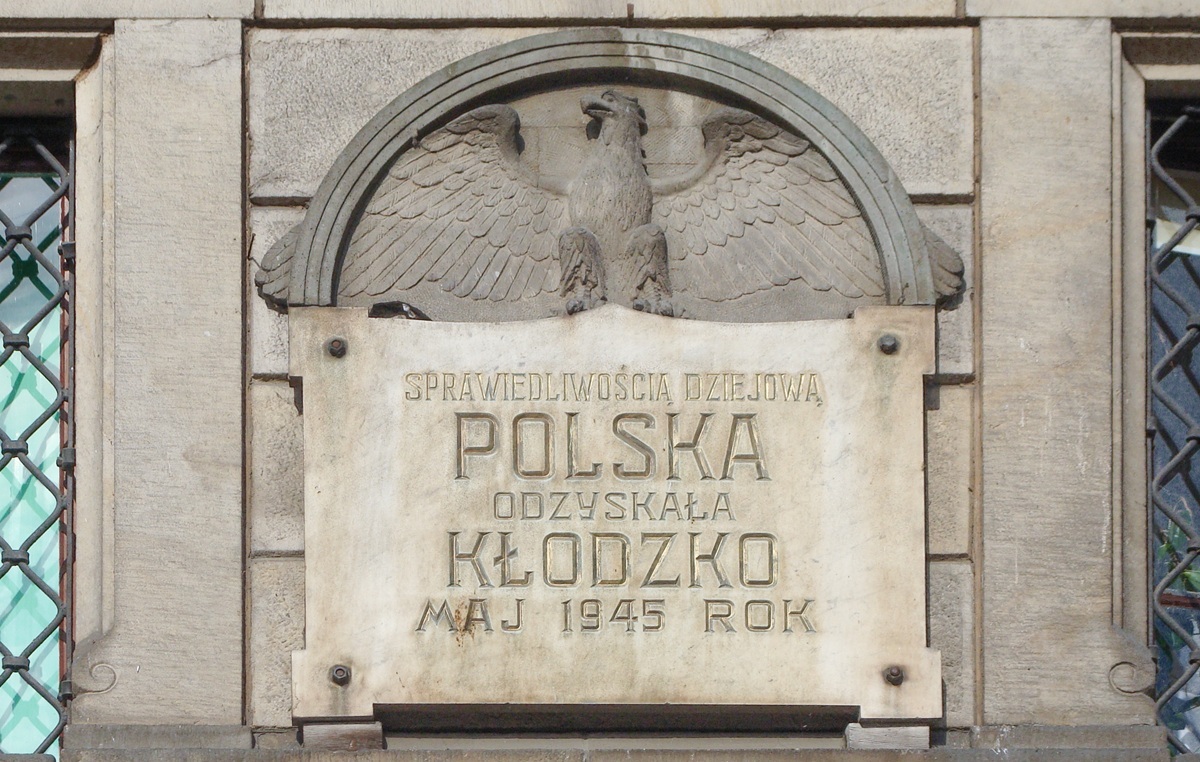 SPRAWIEDLIWOŚCIĄ DZIEJOWĄ
POLSKA
ODZYSKAŁA
KŁODZKO
MAJ 1945 ROK